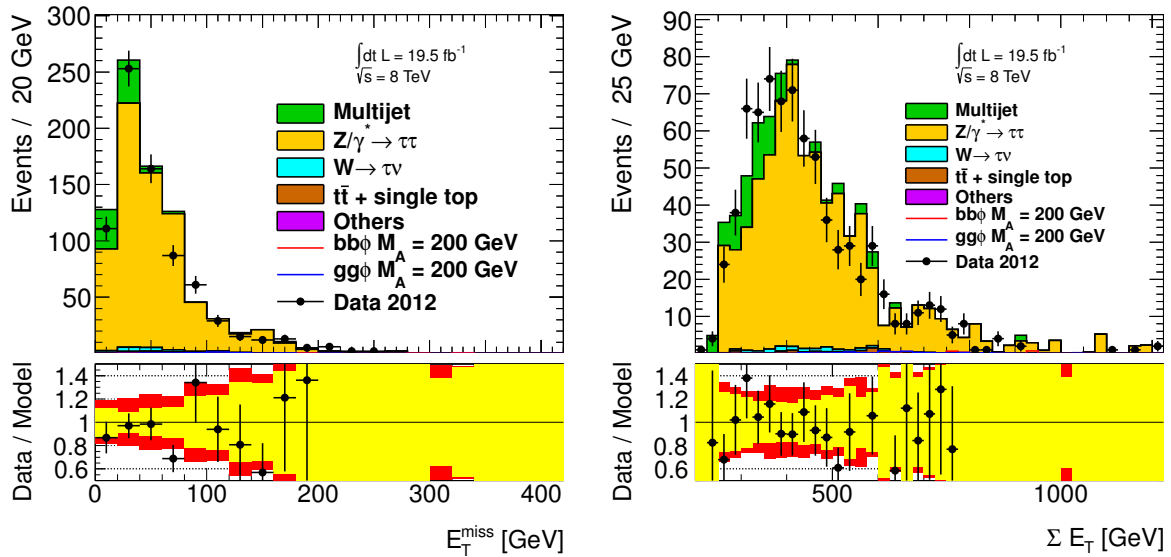 Events / 20 GeV
300
250
200
150
100
50
∫dt L = 19.5 fb⁻¹
√s = 8 TeV
Multijet
Z/γ* → ττ
W → τν
tt̄ + single top
Others
bbϕ M_A = 200 GeV
ggϕ M_A = 200 GeV
Data 2012
Data / Model
1.4
1.2
1
0.8
0.6
0 100 200 300 400
E_T^miss [GeV]
Events / 25 GeV
90
80
70
60
50
40
30
20
10
∫dt L = 19.5 fb⁻¹
√s = 8 TeV
Multijet
Z/γ* → ττ
W → τν
tt̄ + single top
Others
bbϕ M_A = 200 GeV
ggϕ M_A = 200 GeV
Data 2012
Data / Model
1.4
1.2
1
0.8
0.6
500 1000
Σ E_T [GeV]